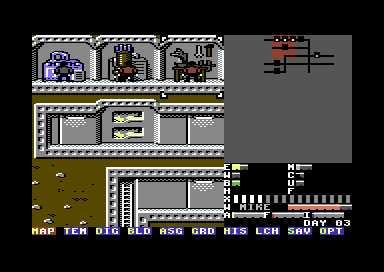 E M
W C
W U
H F
X
W MIKE
A F I
DAY 03
MAP TEM DIG BLD ASG GRD HIS LCH SAV OPT